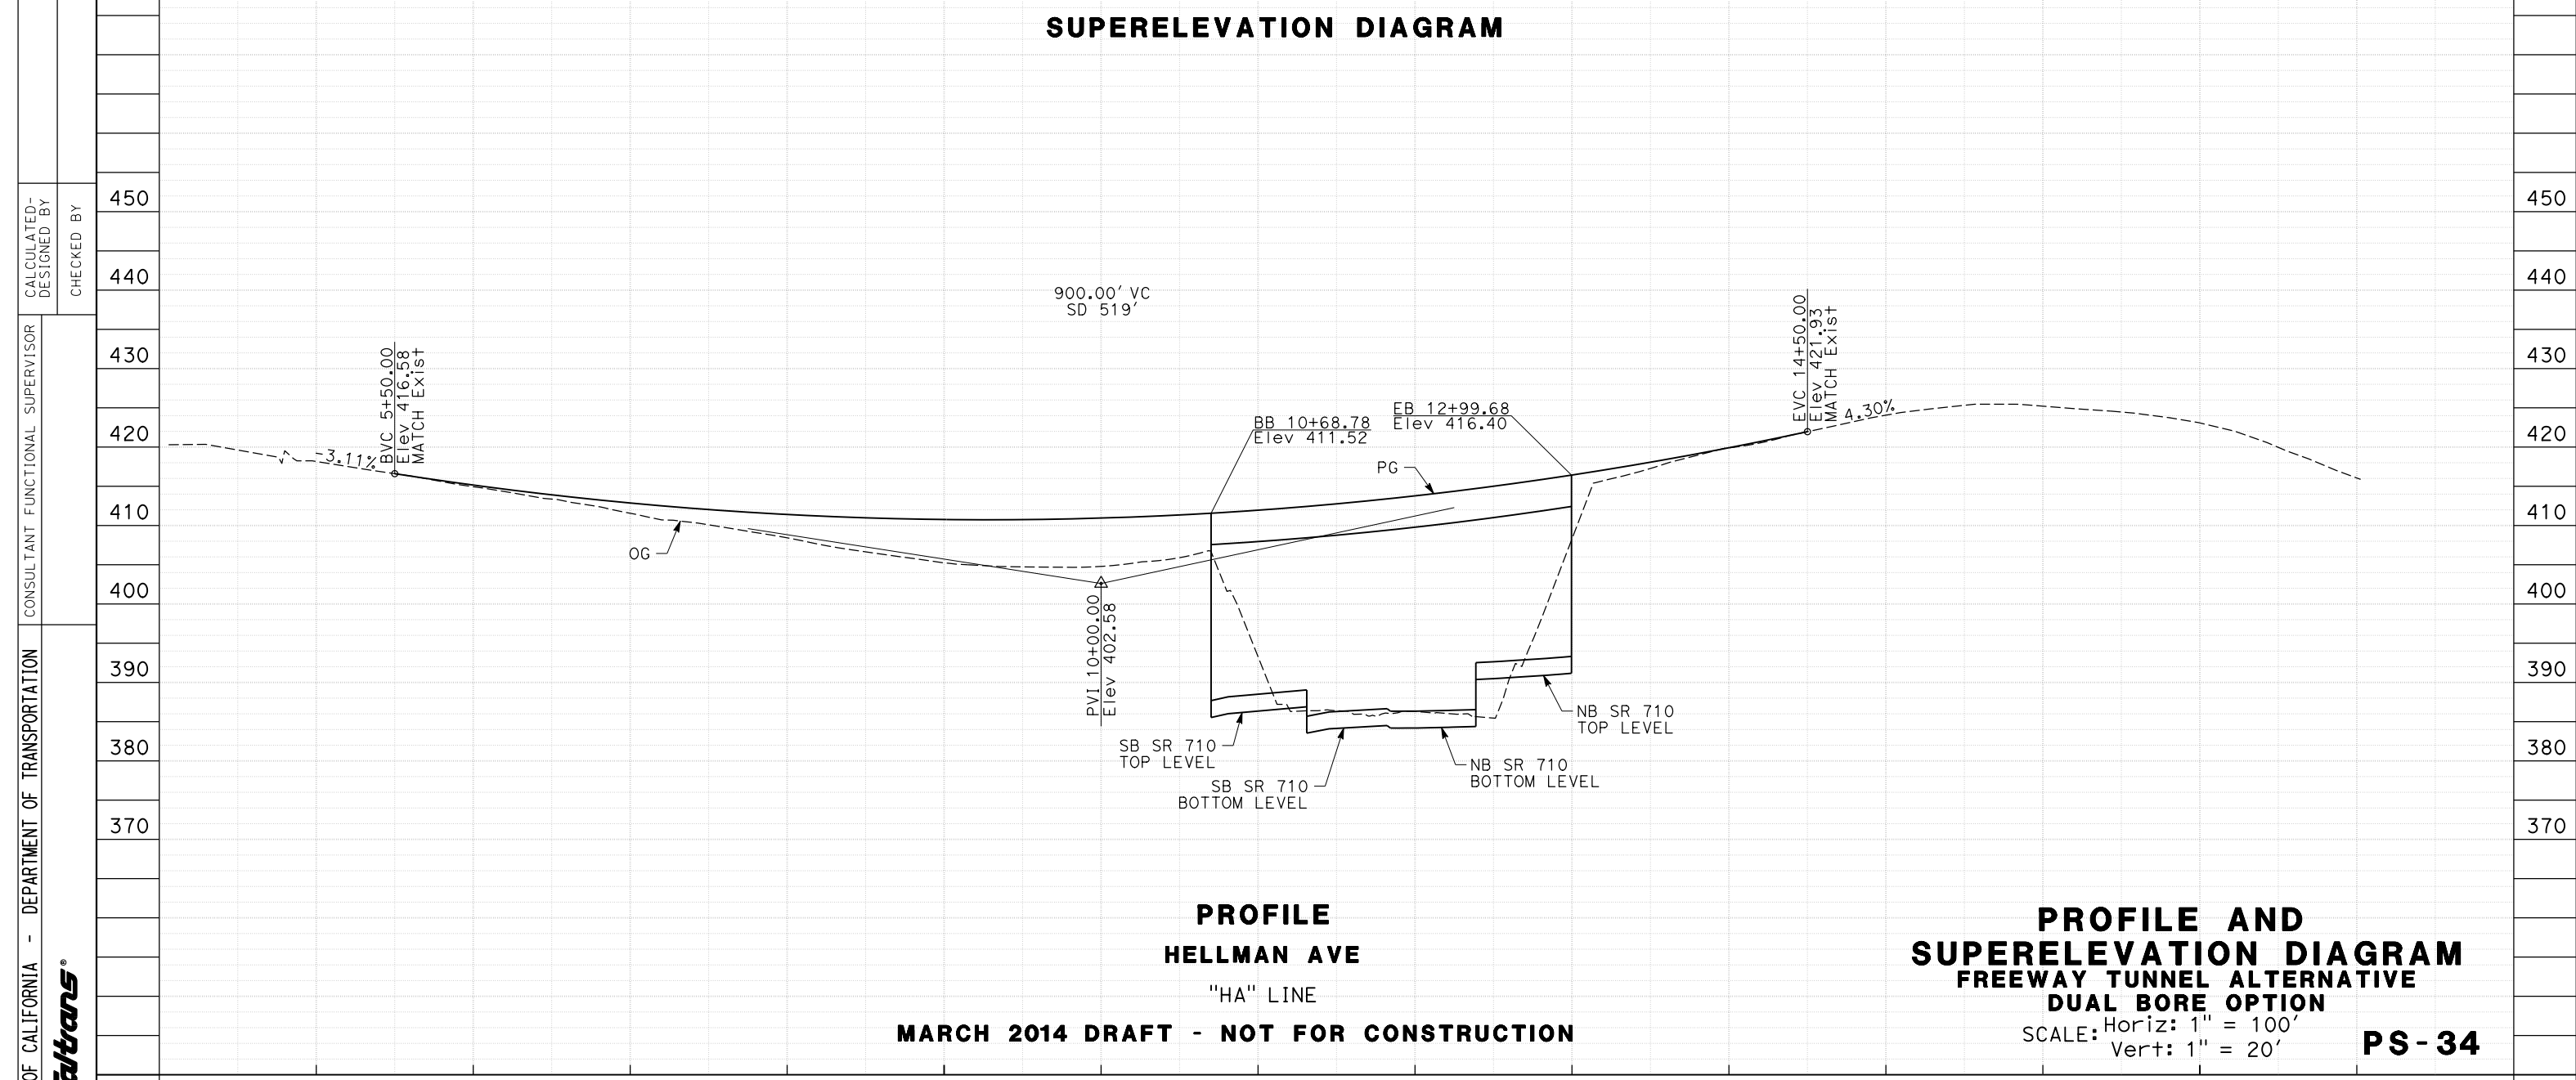 SUPERELEVATION DIAGRAM
CALCULATED-
DESIGNED BY
CHECKED BY
CONSULTANT FUNCTIONAL SUPERVISOR
OF CALIFORNIA - DEPARTMENT OF TRANSPORTATION
450
440
430
420
410
400
390
380
370
450
440
430
420
410
400
390
380
370
900.00' VC
SD 519'
-3.11%
BVC 5+50.00
Elev 416.58
MATCH Exist
OG
PVI 10+00.00
Elev 402.58
BB 10+68.78
Elev 411.52
EB 12+99.68
Elev 416.40
PG
EVC 14+50.00
Elev 421.93
MATCH Exist
4.30%
SB SR 710
TOP LEVEL
SB SR 710
BOTTOM LEVEL
NB SR 710
BOTTOM LEVEL
NB SR 710
TOP LEVEL
PROFILE
HELLMAN AVE
"HA" LINE
MARCH 2014 DRAFT - NOT FOR CONSTRUCTION
PROFILE AND
SUPERELEVATION DIAGRAM
FREEWAY TUNNEL ALTERNATIVE
DUAL BORE OPTION
SCALE: Horiz: 1" = 100'
Vert: 1" = 20'
PS-34